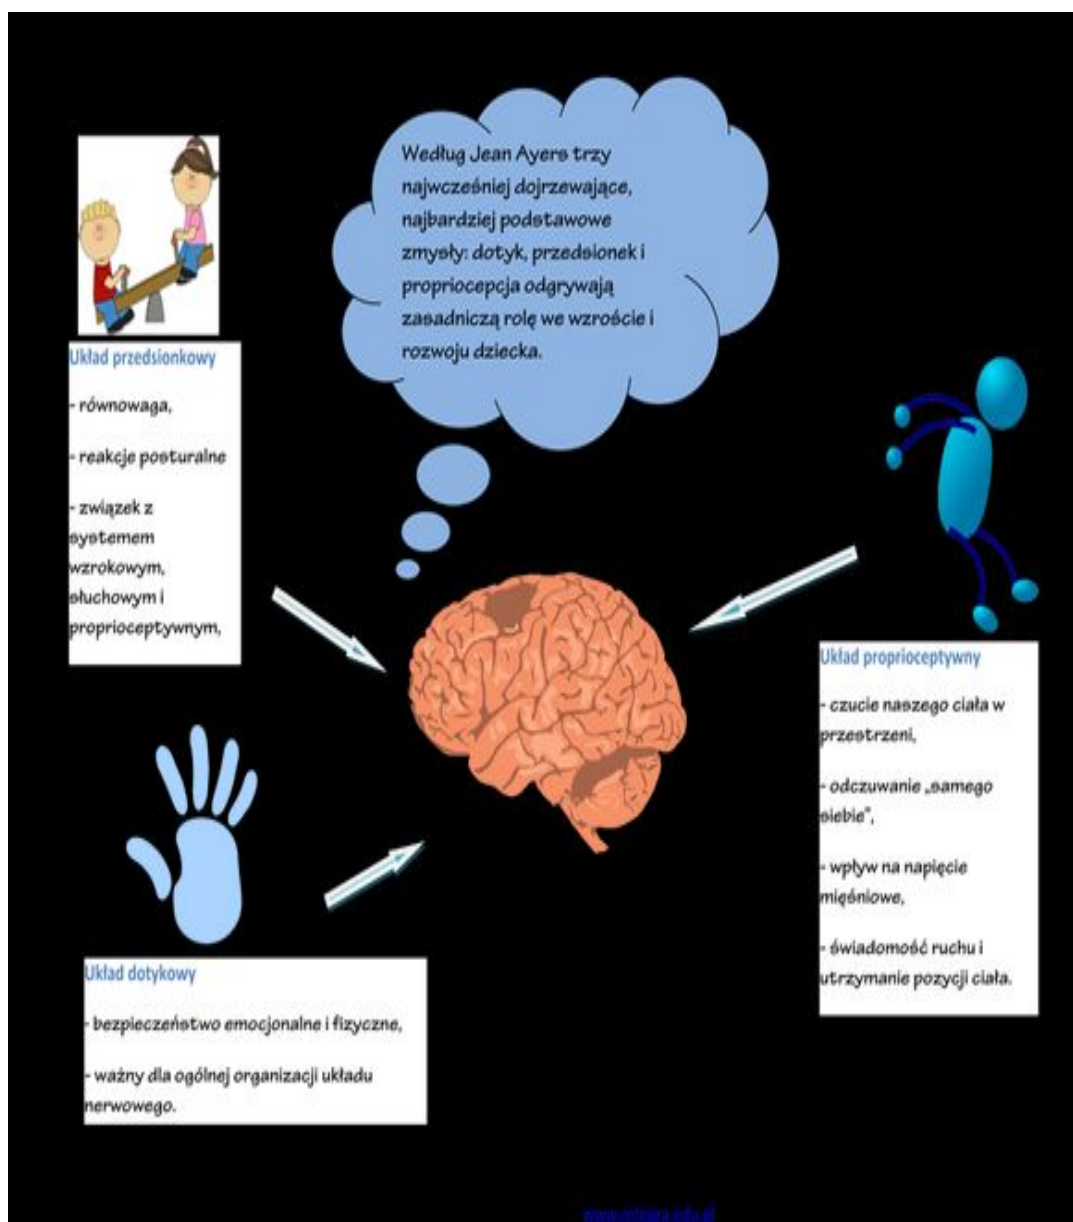 Według Jean Ayers trzy
najwcześniej dojrzewające,
najbardziej podstawowe
zmysły: dotyk, przedsionek i
propriocepcja odgrywają
zasadniczą rolę we wzroście i
rozwoju dziecka.
Układ przedsionkowy
- równowaga,
- reakcje posturalne
- związek z
systemem
wzrokowym,
słuchowym i
proprioceptywnym,
Układ proprioceptywny
- czucie naszego ciała w
przestrzeni,
- odczuwanie „samego
siebie”,
- wpływ na napięcie
mięśniowe,
- świadomość ruchu i
utrzymanie pozycji ciała.
Układ dotykowy
- bezpieczeństwo emocjonalne i fizyczne,
- ważny dla ogólnej organizacji układu
nerwowego.